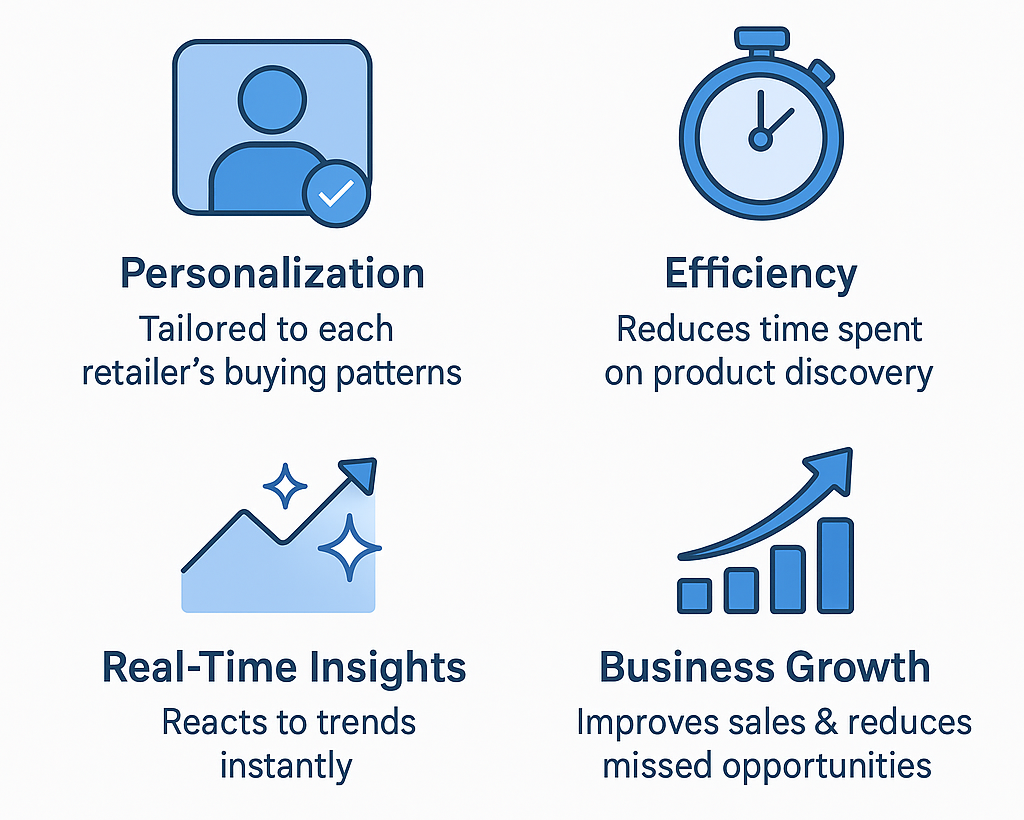 Personalization
Tailored to each
retailer’s buying patterns
Efficiency
Reduces time spent
on product discovery
Real-Time Insights
Reacts to trends
instantly
Business Growth
Improves sales & reduces
missed opportunities